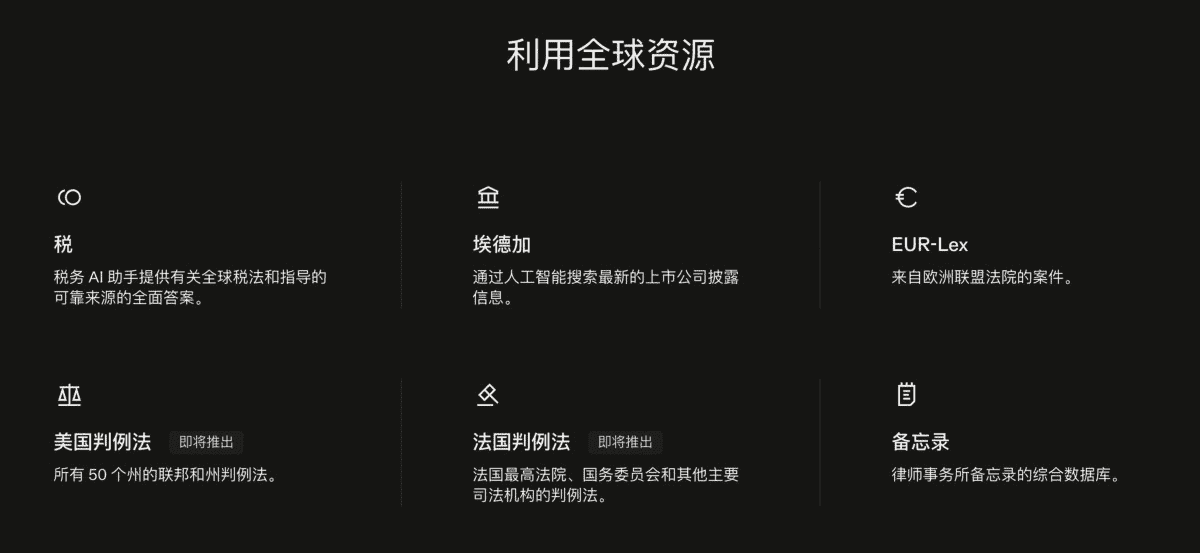 利用全球资源
税
税务 AI 助手提供有关全球税法和指导的
可靠来源的全面答案。
埃德加
通过人工智能搜索最新的上市公司披露
信息。
EUR-Lex
来自欧洲联盟法院的案件。
美国判例法 即将推出
所有 50 个州的联邦和州判例法。
法国判例法 即将推出
法国最高法院、国务委员会和其他主要
司法机构的判例法。
备忘录
律师事务所备忘录的综合数据库。